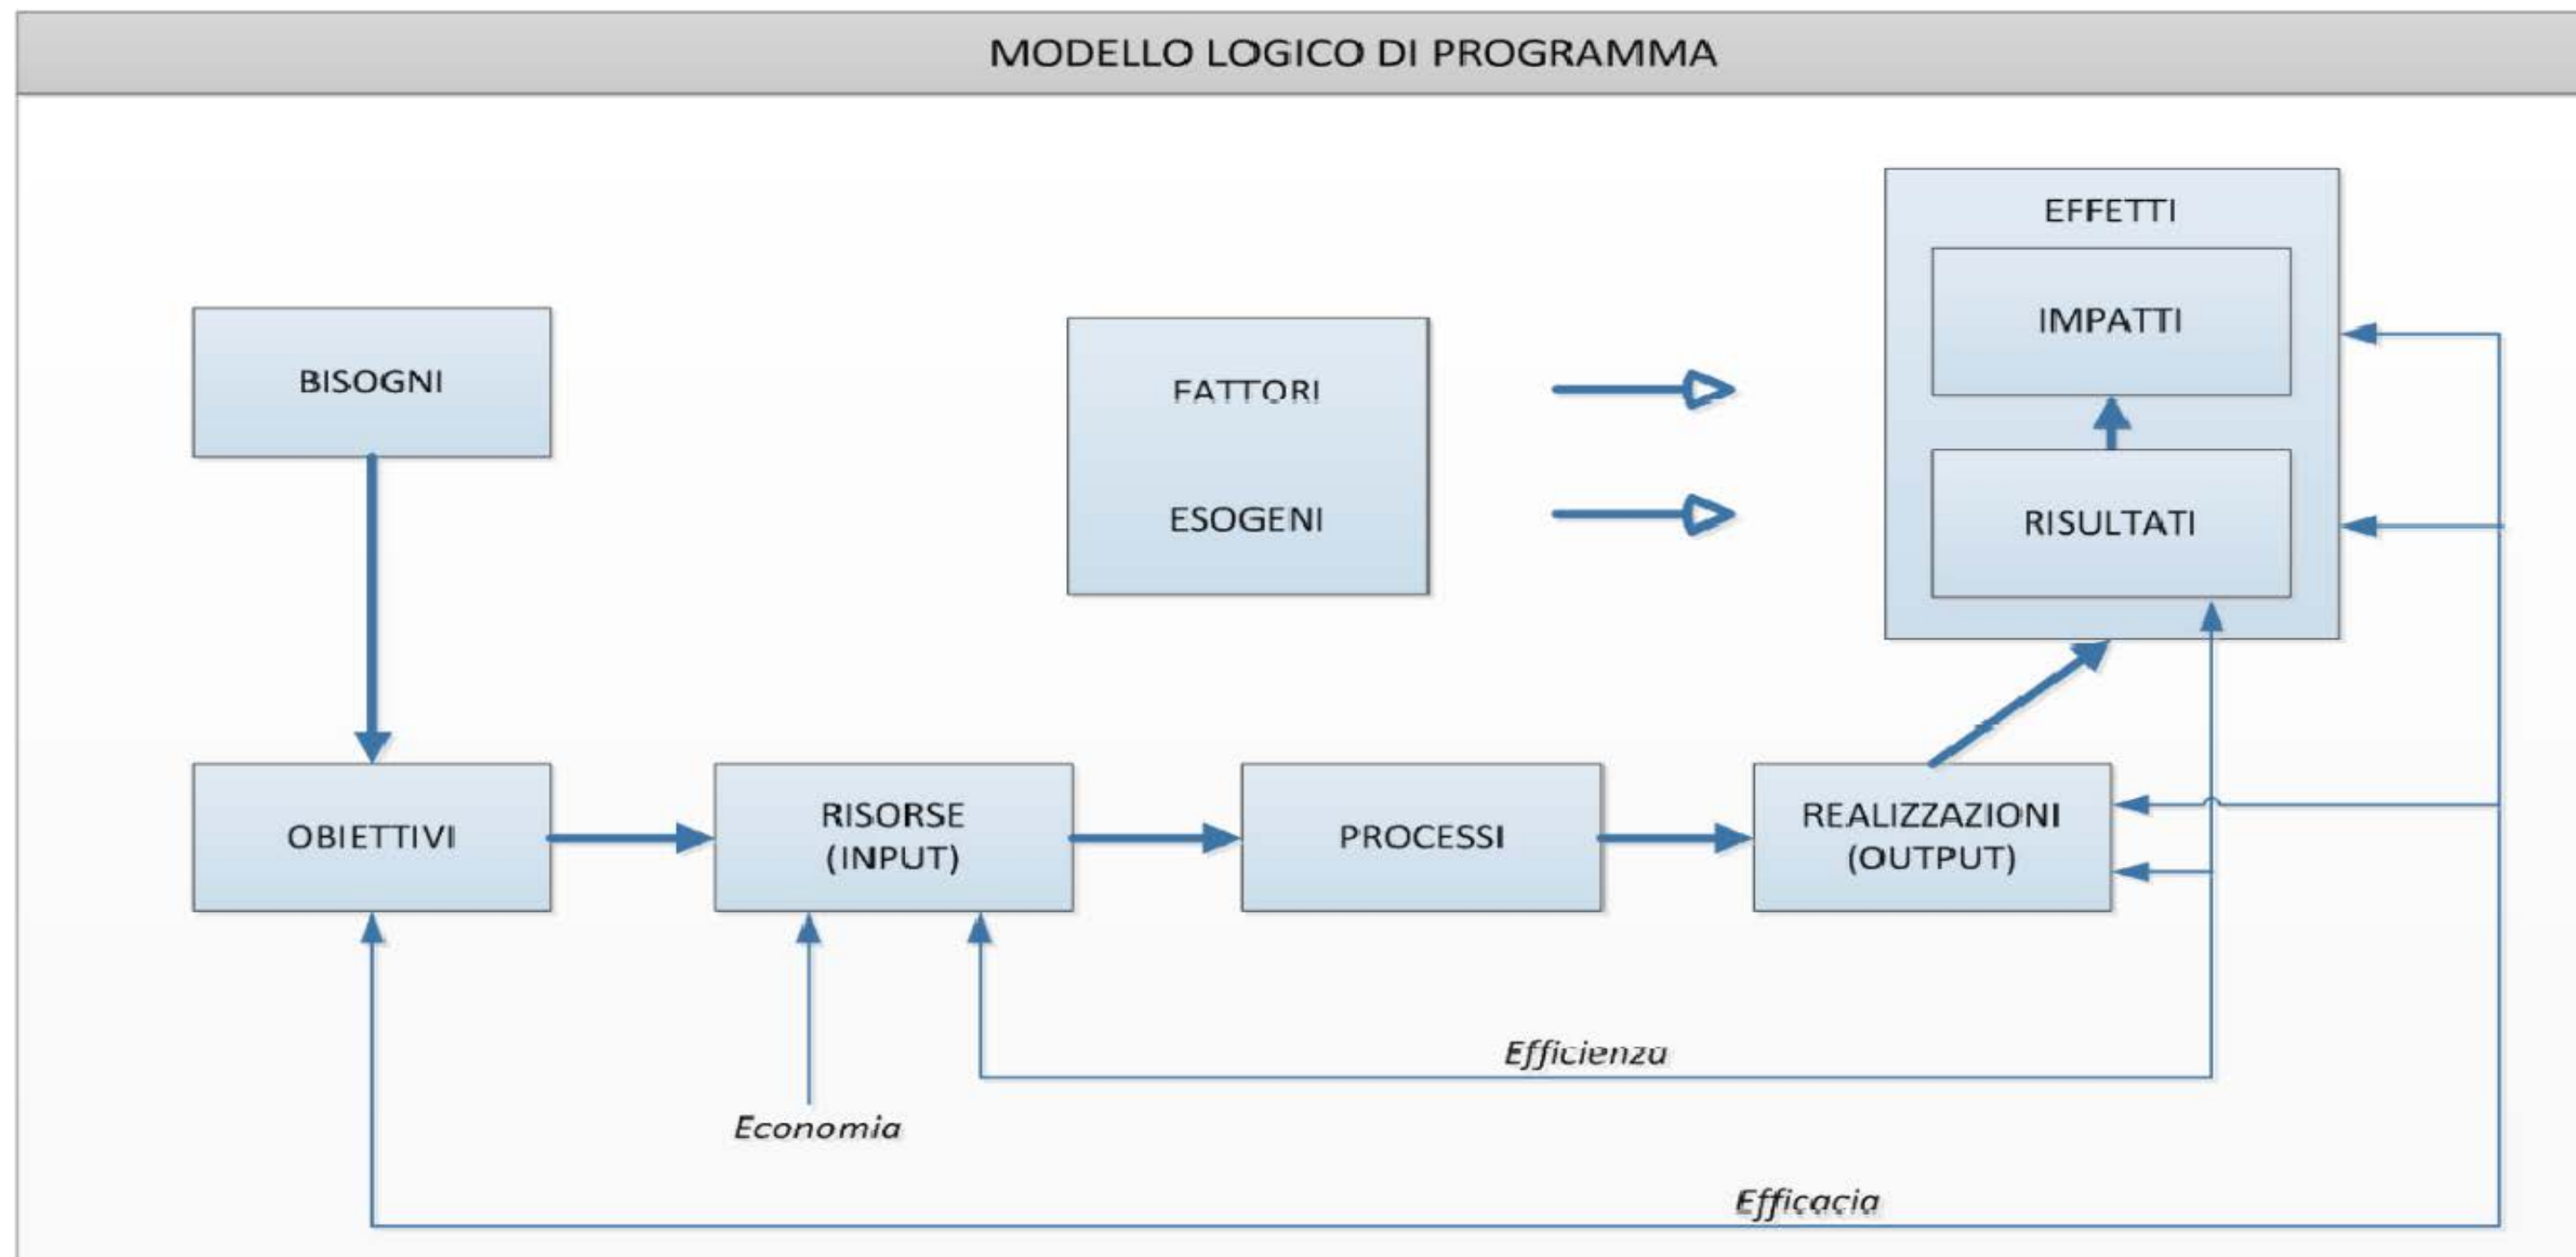 MODELLO LOGICO DI PROGRAMMA
EFFETTI
IMPATTI
BISOGNI
FATTORI
ESOGENI
RISULTATI
OBIETTIVI
RISORSE
(INPUT)
PROCESSI
REALIZZAZIONI
(OUTPUT)
Efficienza
Economia
Efficacia